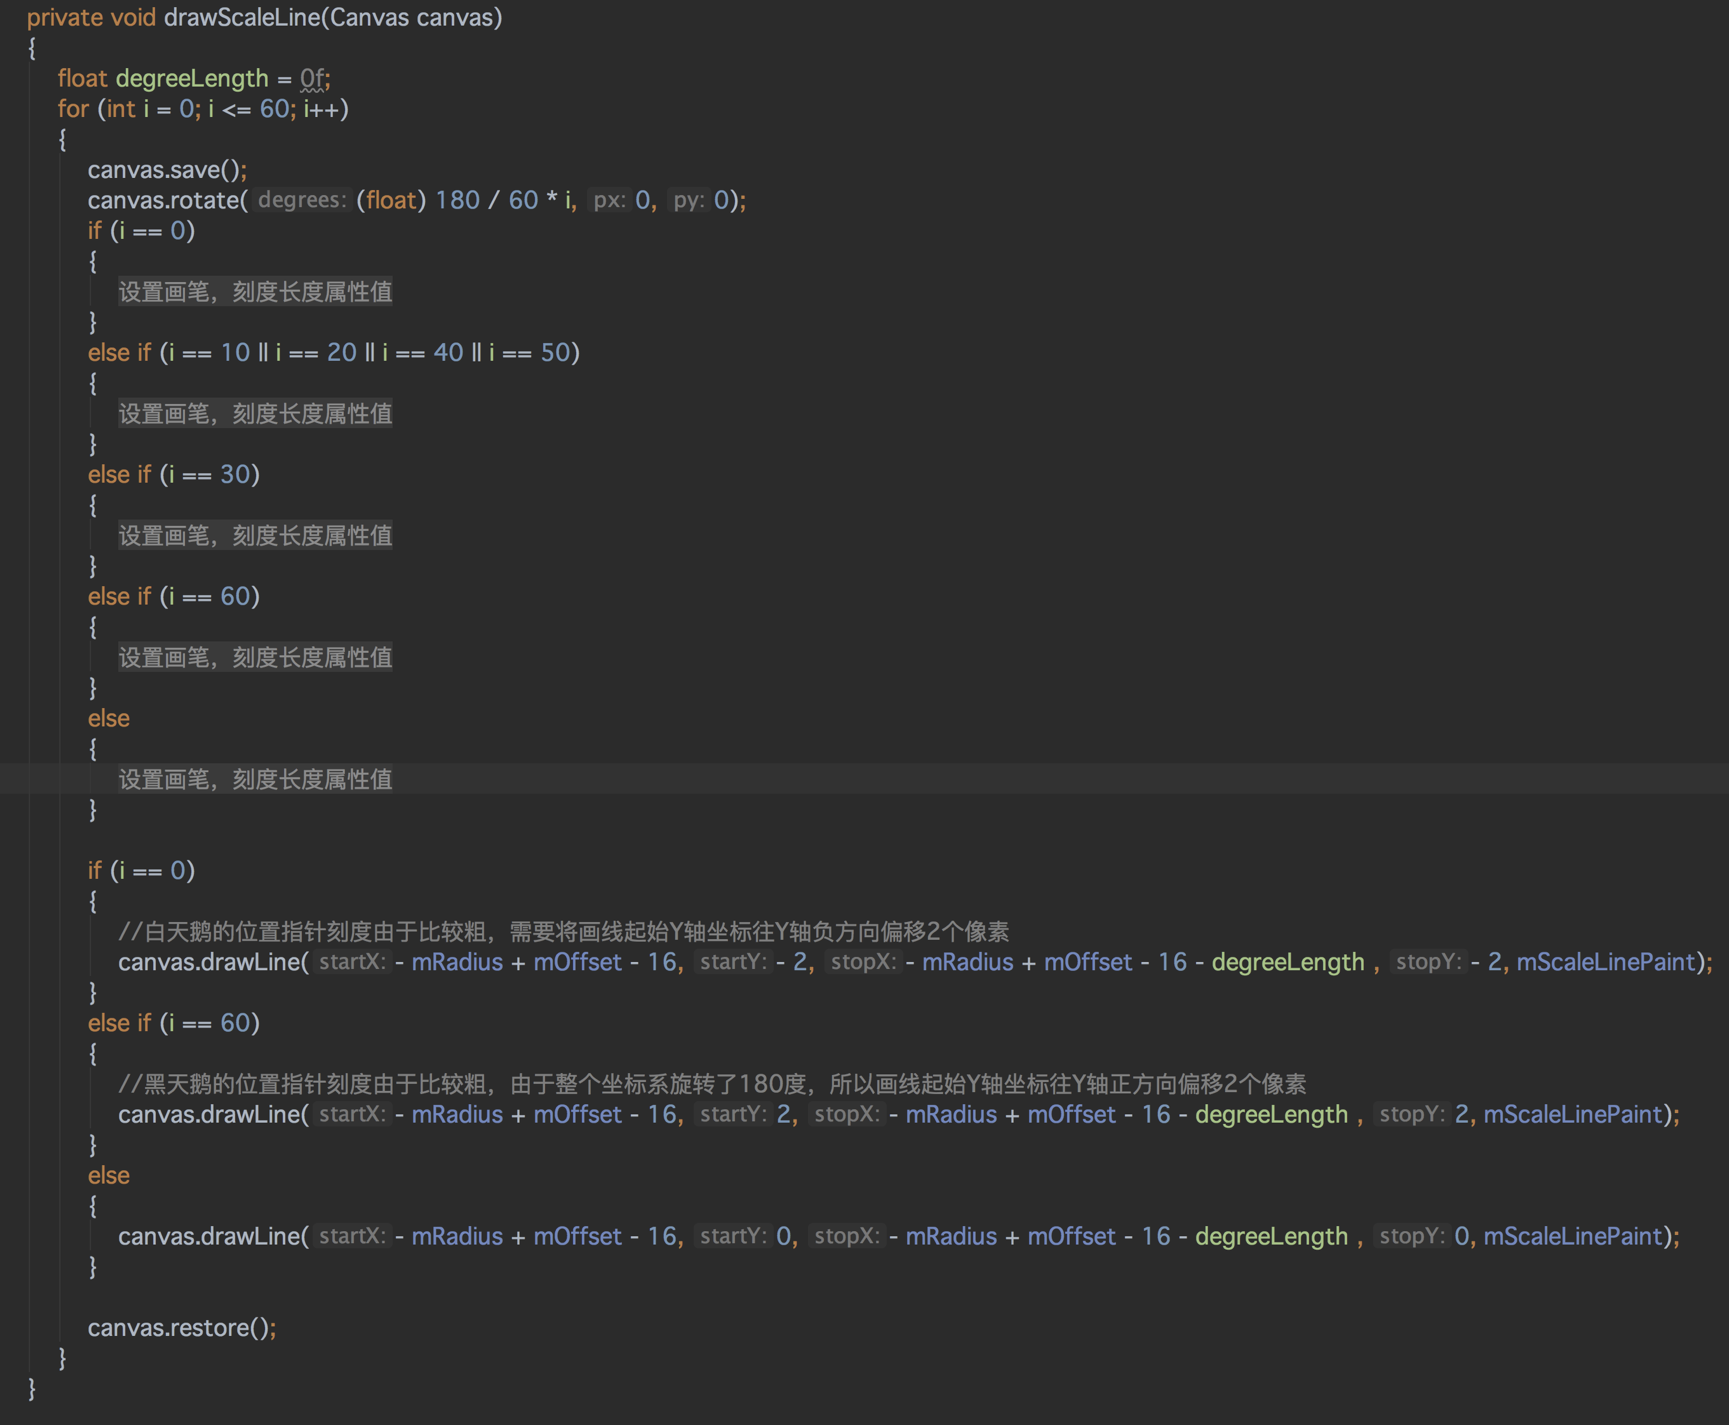 private void drawScaleLine(Canvas canvas)
{
float degreeLength = 0f;
for (int i = 0; i <= 60; i++)
{
canvas.save();
canvas.rotate( degrees: (float) 180 / 60 * i, px: 0, py: 0);
if (i == 0)
{
设置画笔，刻度长度属性值
}
else if (i == 10 || i == 20 || i == 40 || i == 50)
{
设置画笔，刻度长度属性值
}
else if (i == 30)
{
设置画笔，刻度长度属性值
}
else if (i == 60)
{
设置画笔，刻度长度属性值
}
else
{
设置画笔，刻度长度属性值
}
if (i == 0)
{
//白天鹅的位置指针刻度由于比较粗，需要将画线起始Y轴坐标往Y轴负方向偏移2个像素
canvas.drawLine( startX: - mRadius + mOffset - 16, startY: - 2, stopX: - mRadius + mOffset - 16 - degreeLength , stopY: - 2, mScaleLinePaint);
}
else if (i == 60)
{
//黑天鹅的位置指针刻度由于比较粗，由于整个坐标系旋转了180度，所以画线起始Y轴坐标往Y轴正方向偏移2个像素
canvas.drawLine( startX: - mRadius + mOffset - 16, startY: 2, stopX: - mRadius + mOffset - 16 - degreeLength , stopY: 2, mScaleLinePaint);
}
else
{
canvas.drawLine( startX: - mRadius + mOffset - 16, startY: 0, stopX: - mRadius + mOffset - 16 - degreeLength , stopY: 0, mScaleLinePaint);
}
canvas.restore();
}
}